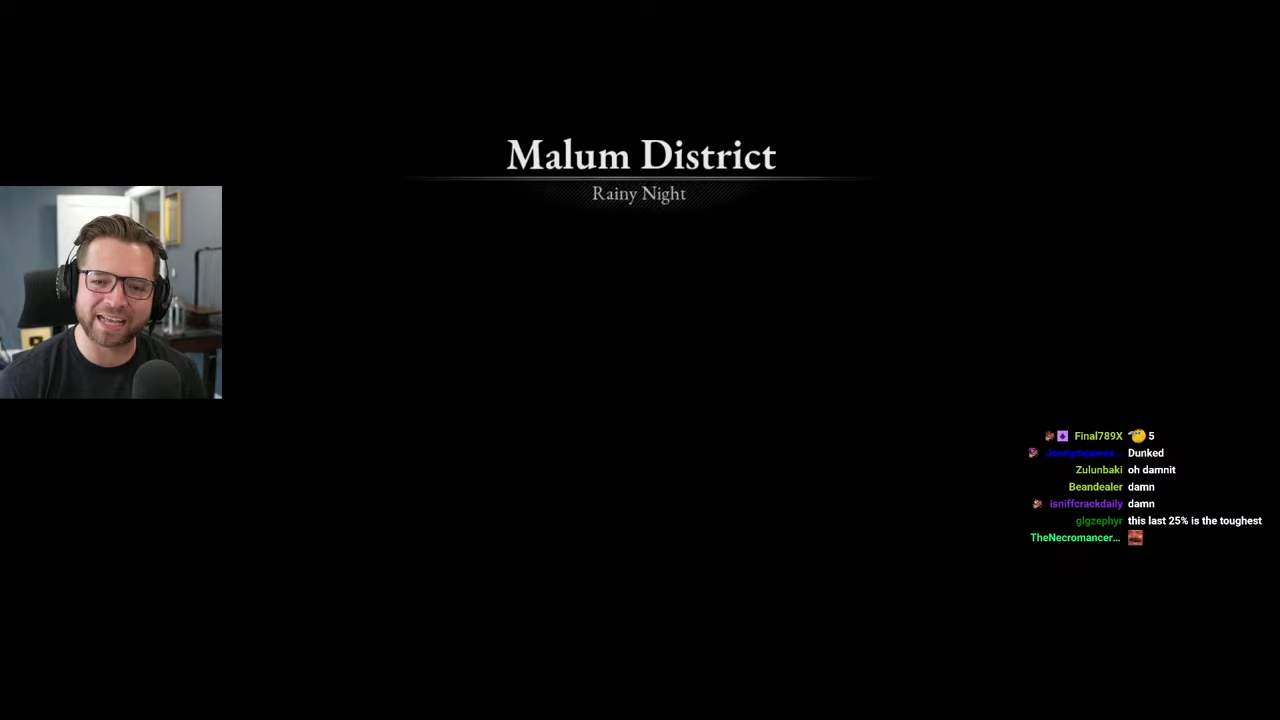 Malum District
Rainy Night
Final789X 5
Dunked
Zulunbaki oh damnit
Beandealer damn
isniffcrackdaily damn
glgzephyr this last 25% is the toughest
TheNecromancer...